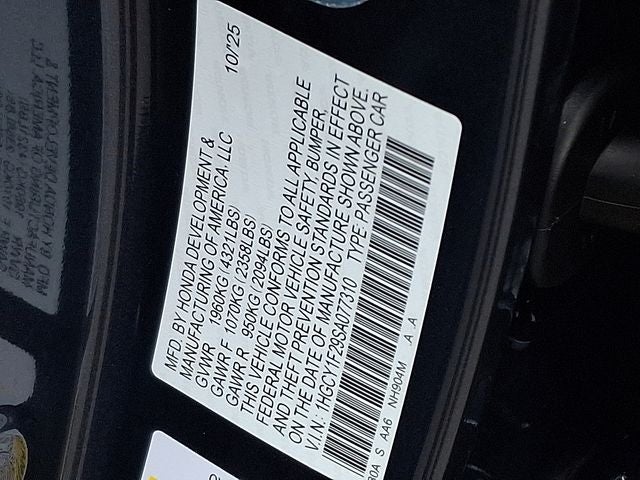 MFD. BY HONDA DEVELOPMENT &
MANUFACTURING OF AMERICA, LLC 10/'25
GVWR 1960KG (4321LBS)
GAWR F 1070KG (2358LBS)
GAWR R 950KG (2094LBS)
THIS VEHICLE CONFORMS TO ALL APPLICABLE
FEDERAL MOTOR VEHICLE SAFETY, BUMPER,
AND THEFT PREVENTION STANDARDS IN EFFECT
ON THE DATE OF MANUFACTURE SHOWN ABOVE.
V.I.N.: 1HGCY1F29SA077310 TYPE PASSENGER CAR
30A S AA6 NH904M A A